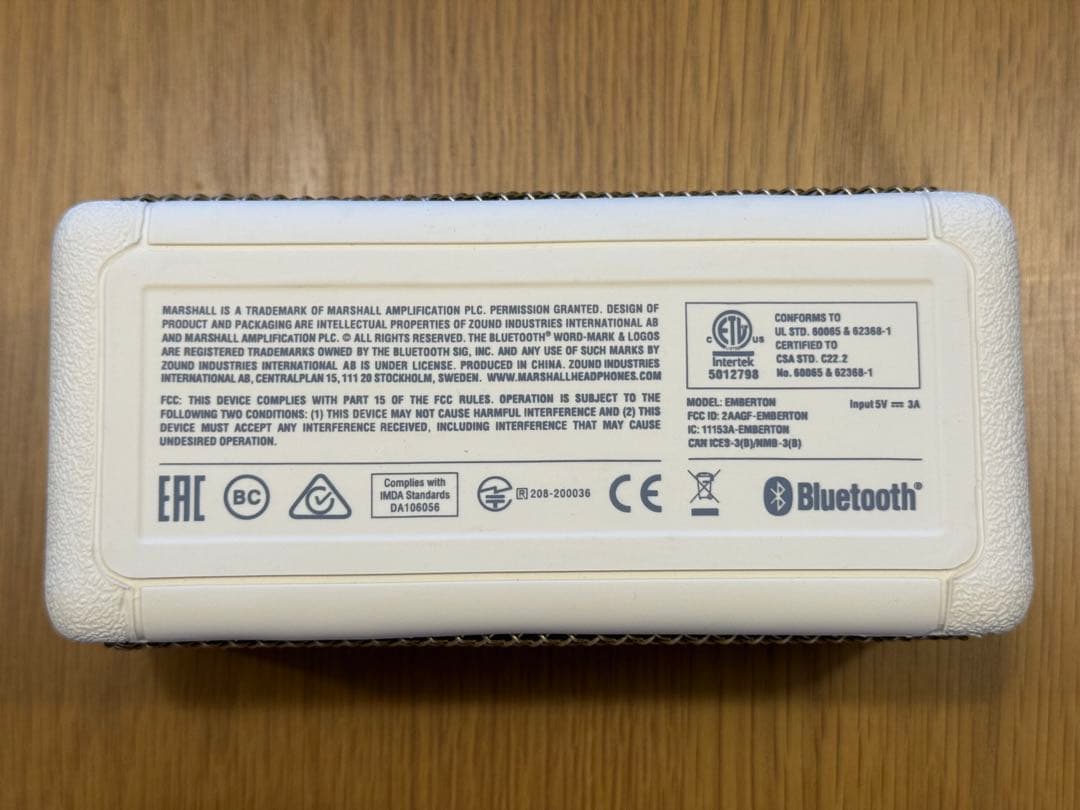 MARSHALL IS A TRADEMARK OF MARSHALL AMPLIFICATION PLC. PERMISSION GRANTED. DESIGN OF
PRODUCT AND PACKAGING ARE INTELLECTUAL PROPERTIES OF ZOUND INDUSTRIES INTERNATIONAL AB
AND MARSHALL AMPLIFICATION PLC. © ALL RIGHTS RESERVED. THE BLUETOOTH® WORD-MARK & LOGOS
ARE REGISTERED TRADEMARKS OWNED BY THE BLUETOOTH SIG, INC. AND ANY USE OF SUCH MARKS BY
ZOUND INDUSTRIES INTERNATIONAL AB IS UNDER LICENSE. PRODUCED IN CHINA. ZOUND INDUSTRIES
INTERNATIONAL AB, CENTRALPLAN 15, 111 20 STOCKHOLM, SWEDEN. WWW.MARSHALLHEADPHONES.COM
FCC: THIS DEVICE COMPLIES WITH PART 15 OF THE FCC RULES. OPERATION IS SUBJECT TO THE
FOLLOWING TWO CONDITIONS: (1) THIS DEVICE MAY NOT CAUSE HARMFUL INTERFERENCE AND (2) THIS
DEVICE MUST ACCEPT ANY INTERFERENCE RECEIVED, INCLUDING INTERFERENCE THAT MAY CAUSE
UNDESIRED OPERATION.
C ETL US
Intertek
5012798
CONFORMS TO
UL STD. 60065 & 62368-1
CERTIFIED TO
CSA STD. C22.2
No. 60065 & 62368-1
MODEL: EMBERTON
Input 5V ⎓ 3A
FCC ID: 2AAGF-EMBERTON
IC: 11153A-EMBERTON
CAN ICES-3(B)/NMB-3(B)
EAC
BC
Complies with
IMDA Standards
DA106056
R 208-200036
CE
Bluetooth®